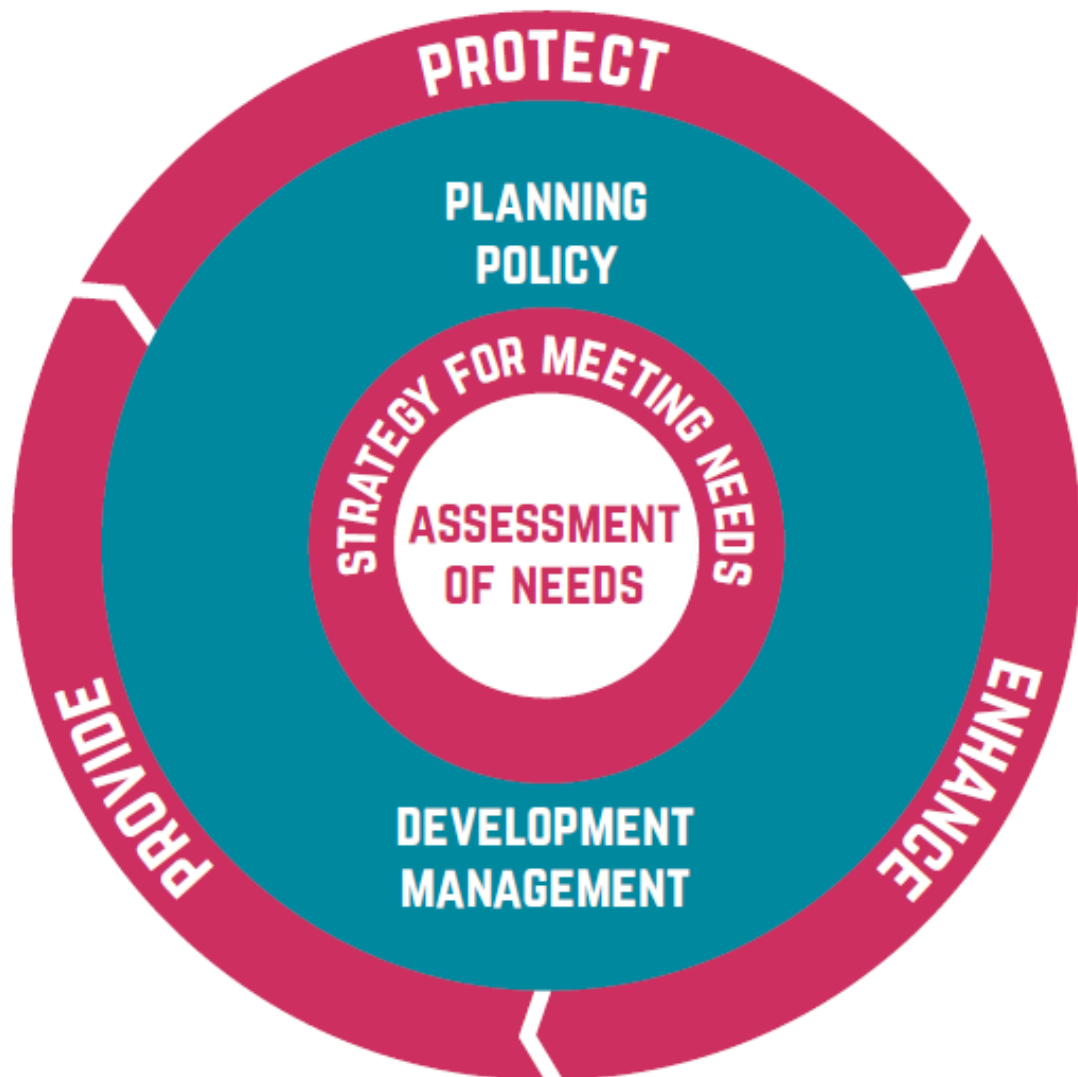 PROTECT
PLANNING
POLICY
STRATEGY FOR MEETING NEEDS
ASSESSMENT
OF NEEDS
PROVIDE
ENHANCE
DEVELOPMENT
MANAGEMENT